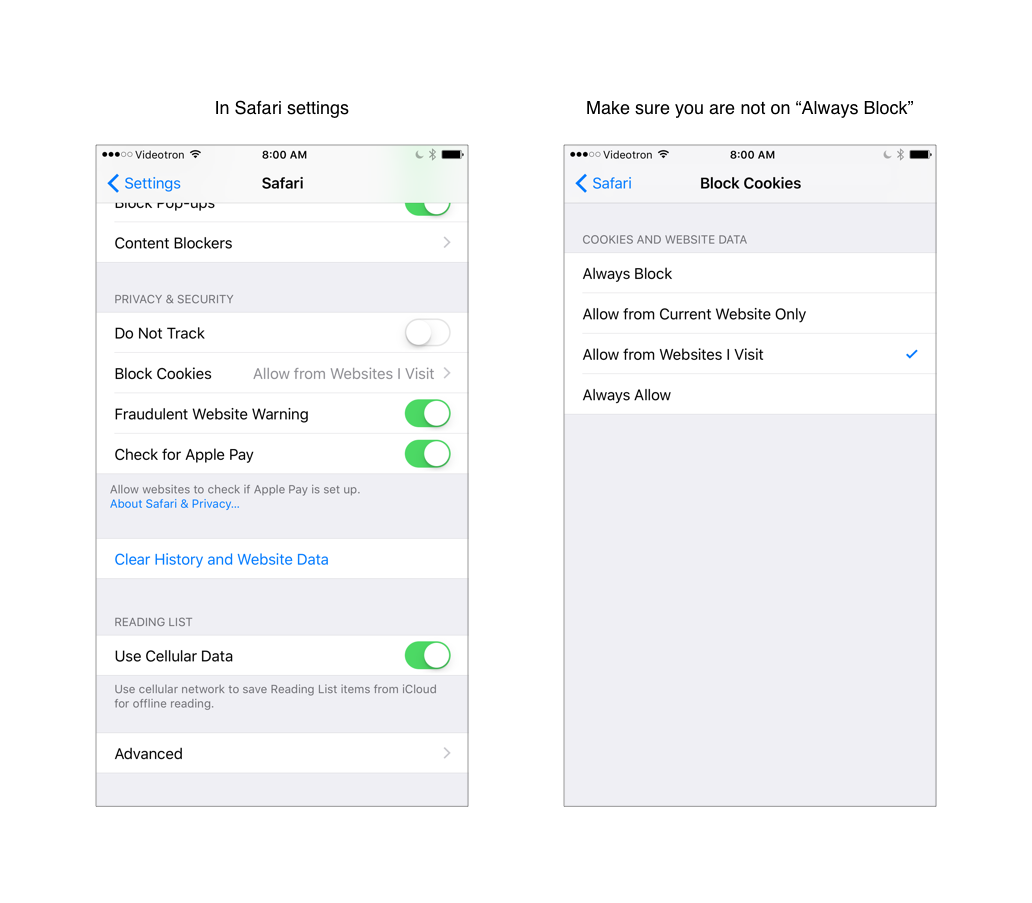 In Safari settings
Videotron 8:00 AM
Settings Safari
Block Pop-ups
Content Blockers
PRIVACY & SECURITY
Do Not Track
Block Cookies Allow from Websites I Visit
Fraudulent Website Warning
Check for Apple Pay
Allow websites to check if Apple Pay is set up.
About Safari & Privacy...
Clear History and Website Data
READING LIST
Use Cellular Data
Use cellular network to save Reading List items from iCloud
for offline reading.
Advanced
Make sure you are not on “Always Block”
Videotron 8:00 AM
Safari Block Cookies
COOKIES AND WEBSITE DATA
Always Block
Allow from Current Website Only
Allow from Websites I Visit
Always Allow